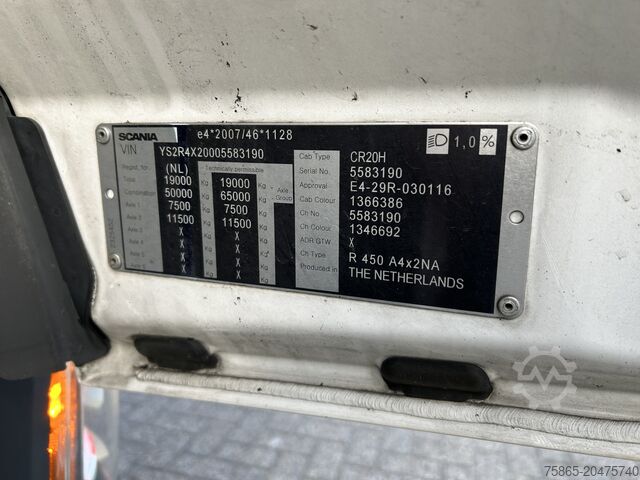 SCANIA e4*2007/46*1128 1,0%
VIN YS2R4X20005583190
Regist. for (NL) Technically permissible
Type 19000 Kg 19000 Kg
Combination 50000 Kg 65000 Kg Axle Group
Axle 1 7500 Kg 7500 Kg
Axle 2 11500 Kg 11500 Kg
Axle 3 X Kg X Kg
Axle 4 X Kg X Kg
Axle 5 X Kg X Kg
X Kg X Kg
Cab Type CR20H
Serial No. 5583190
Approval E4-29R-030116
Cab Colour 1366386
Ch No. 5583190
Ch Colour 1346692
ADR GTW X
Ch Type R 450 A4x2NA
Produced in THE NETHERLANDS
75865-20475740